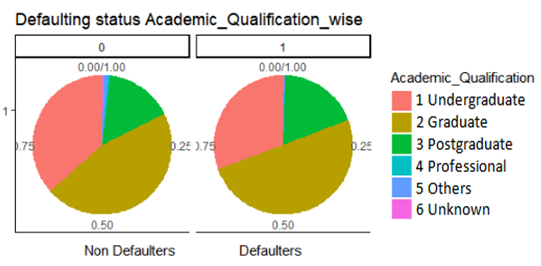 Defaulting status Academic_Qualification_wise
0 1
0.00/1.00 0.00/1.00
Academic_Qualification
1 Undergraduate
2 Graduate
3 Postgraduate
4 Professional
5 Others
6 Unknown
1
0.75 0.25 0.75 0.25
0.50 0.50
Non Defaulters Defaulters